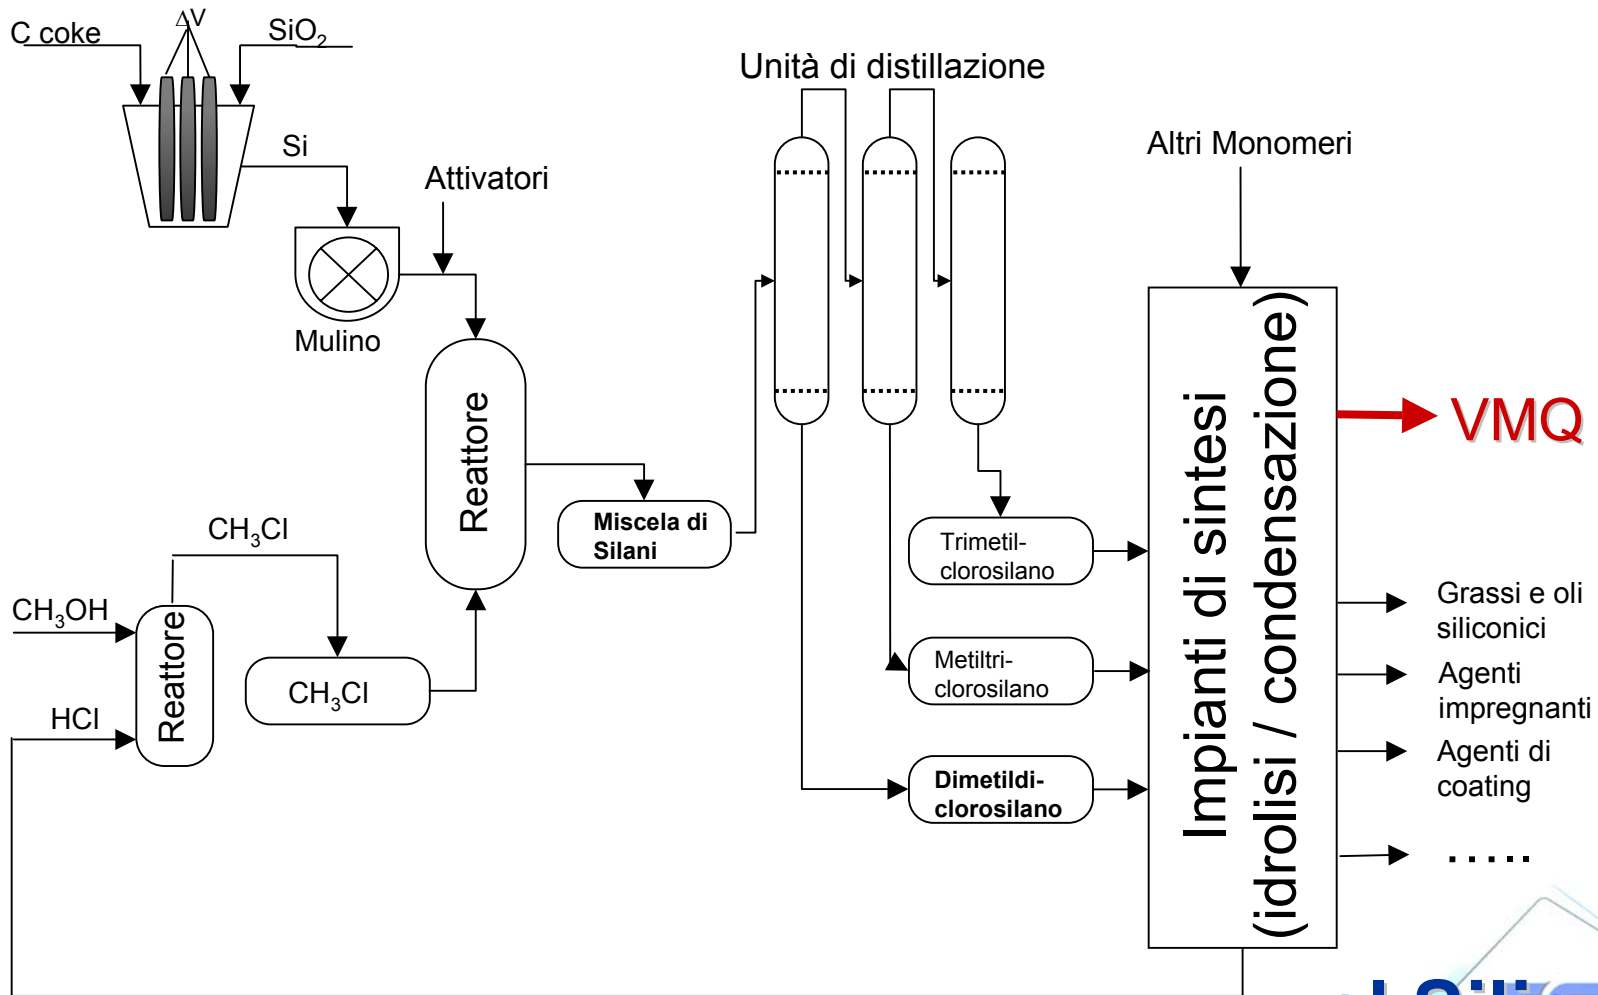 C coke
ΔV
SiO2
Si
Attivatori
Mulino
Unità di distillazione
Altri Monomeri
Reattore
Miscela di
Silani
CH3Cl
CH3OH
HCl
Reattore
CH3Cl
Trimetil-
clorosilano
Metiltri-
clorosilano
Dimetildi-
clorosilano
Impianti di sintesi
(idrolisi / condensazione)
VMQ
Grassi e oli
siliconici
Agenti
impregnanti
Agenti di
coating
.....